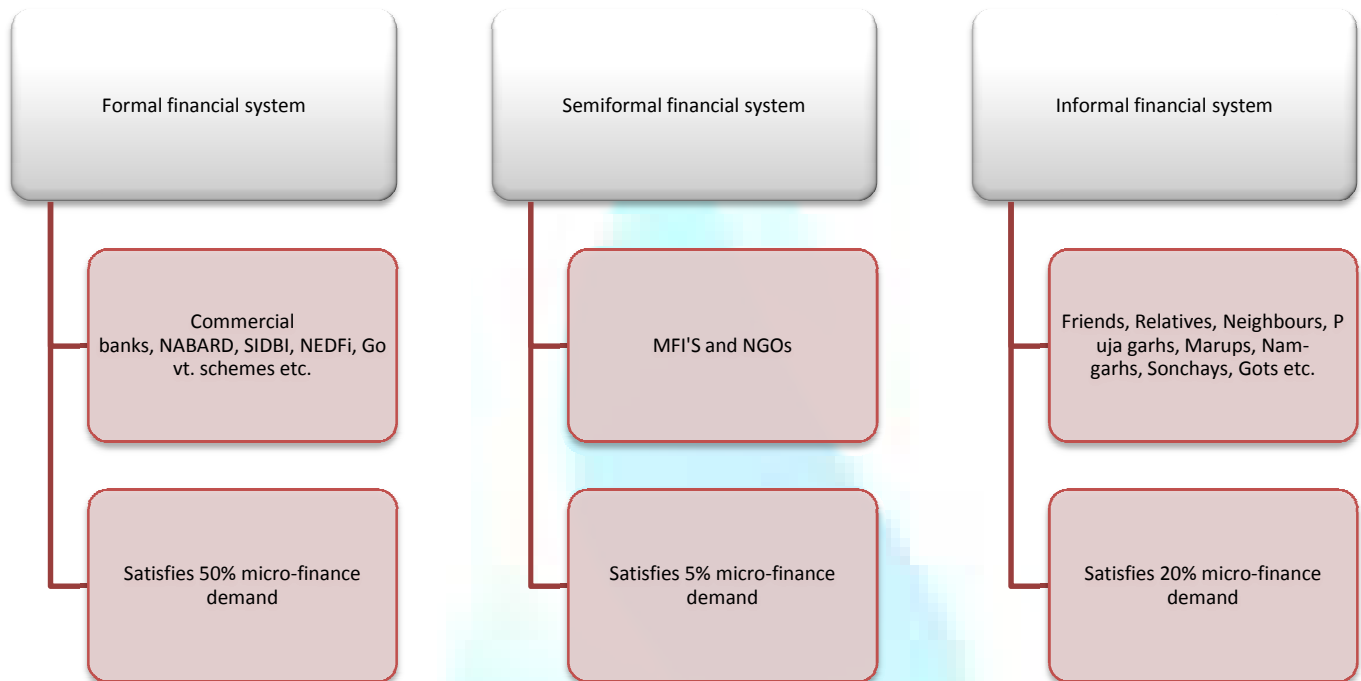 Formal financial system
Commercial
banks, NABARD, SIDBI, NEDFi, Go
vt. schemes etc.
Satisfies 50% micro-finance
demand
Semiformal financial system
MFI'S and NGOs
Satisfies 5% micro-finance
demand
Informal financial system
Friends, Relatives, Neighbours, P
uja garhs, Marups, Nam-
garhs, Sonchays, Gots etc.
Satisfies 20% micro-finance
demand